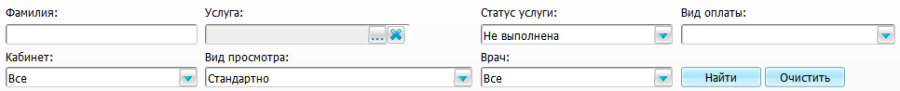 Фамилия: Услуга: Статус услуги: Вид оплаты:
... Не выполнена
Кабинет: Вид просмотра: Врач:
Все Стандартно Все Найти Очистить